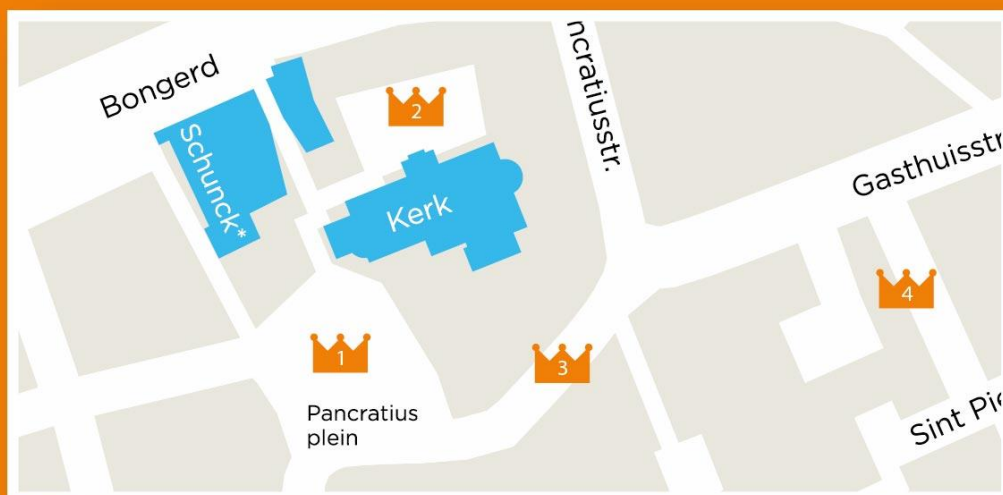 Bongerd
Schunck*
Kerk
ncratiusstr.
Gasthuisstr
Sint Pie
Pancratius
plein
1
2
3
4